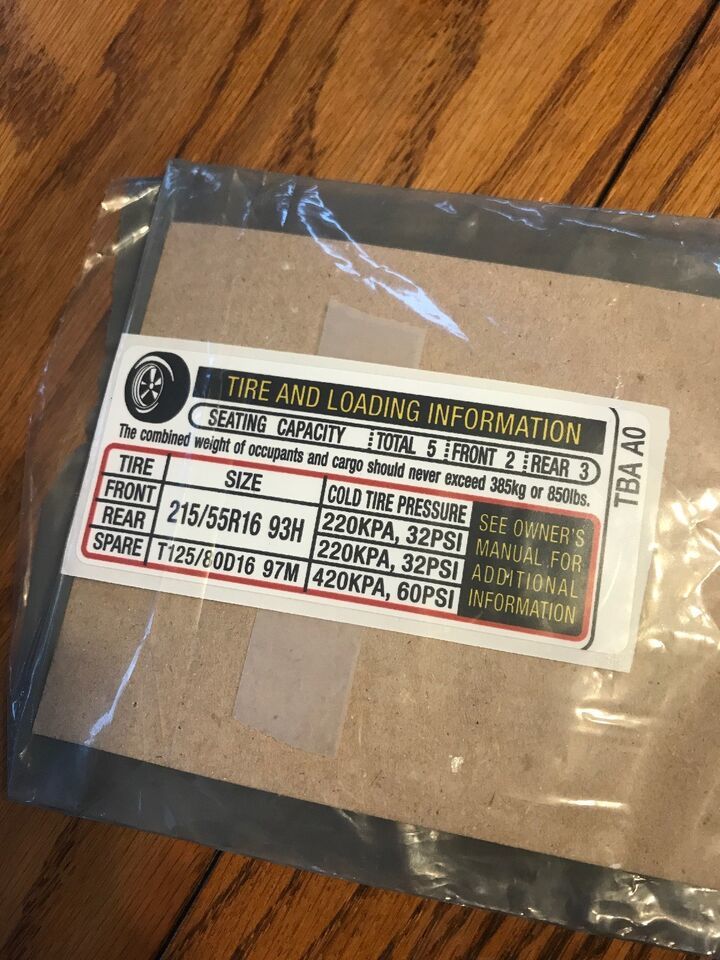 TIRE AND LOADING INFORMATION
SEATING CAPACITY TOTAL 5 FRONT 2 REAR 3
The combined weight of occupants and cargo should never exceed 385kg or 850lbs.
TIRE SIZE COLD TIRE PRESSURE
FRONT 215/55R16 93H 220KPA, 32PSI
REAR 220KPA, 32PSI
SPARE T125/80D16 97M 420KPA, 60PSI
SEE OWNER'S
MANUAL FOR
ADDITIONAL
INFORMATION
TBA A0